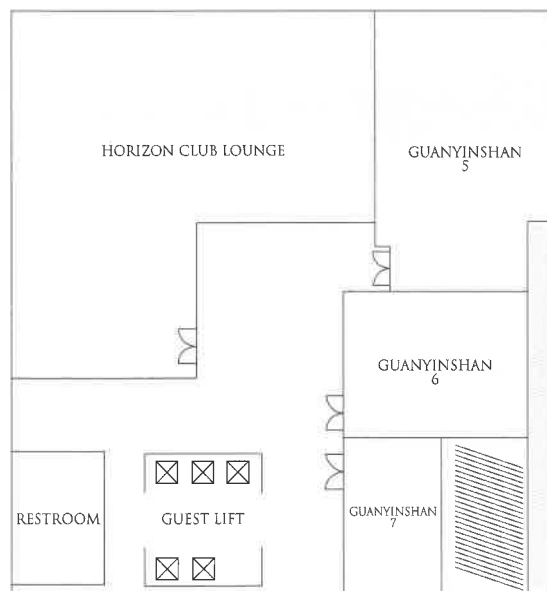 HORIZON CLUB LOUNGE
GUANYINSHAN
5
GUANYINSHAN
6
RESTROOM
GUEST LIFT
GUANYINSHAN
7